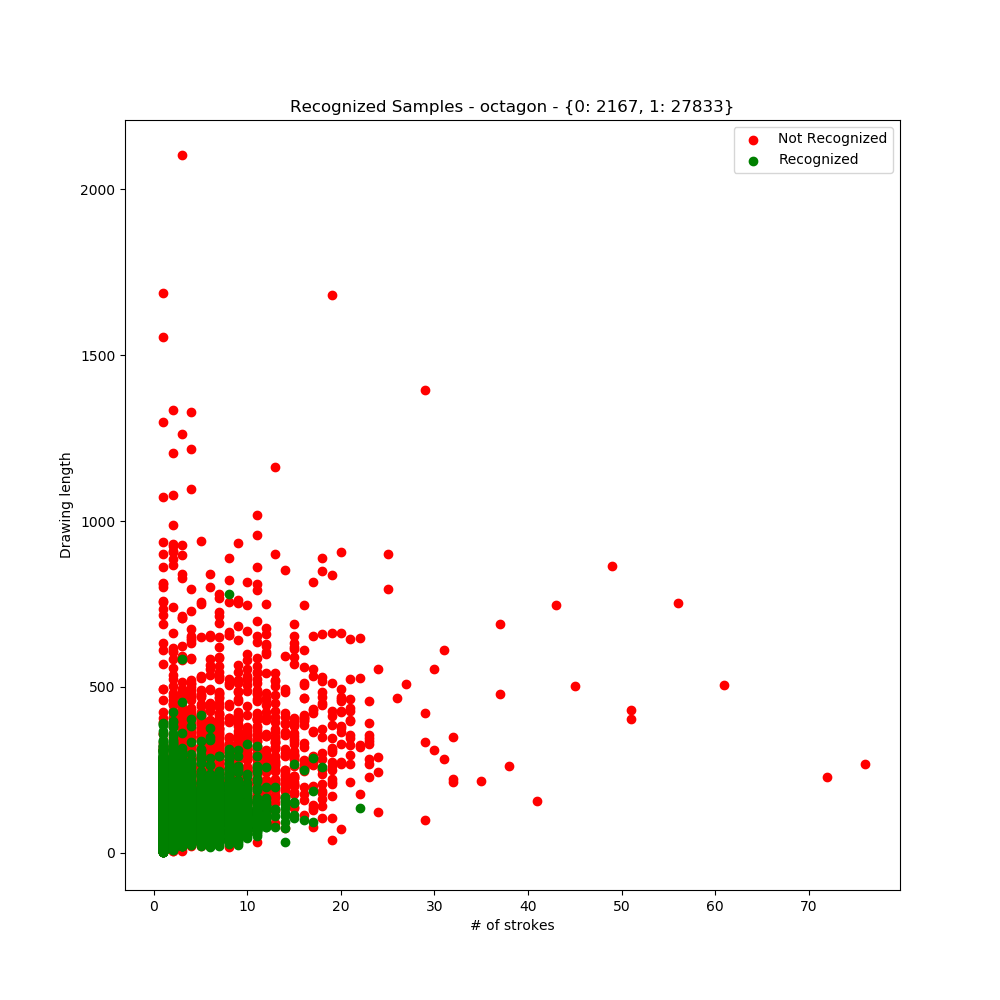 Recognized Samples - octagon - {0: 2167, 1: 27833}
Not Recognized
Recognized
2000
1500
1000
500
0
Drawing length
0 10 20 30 40 50 60 70
# of strokes